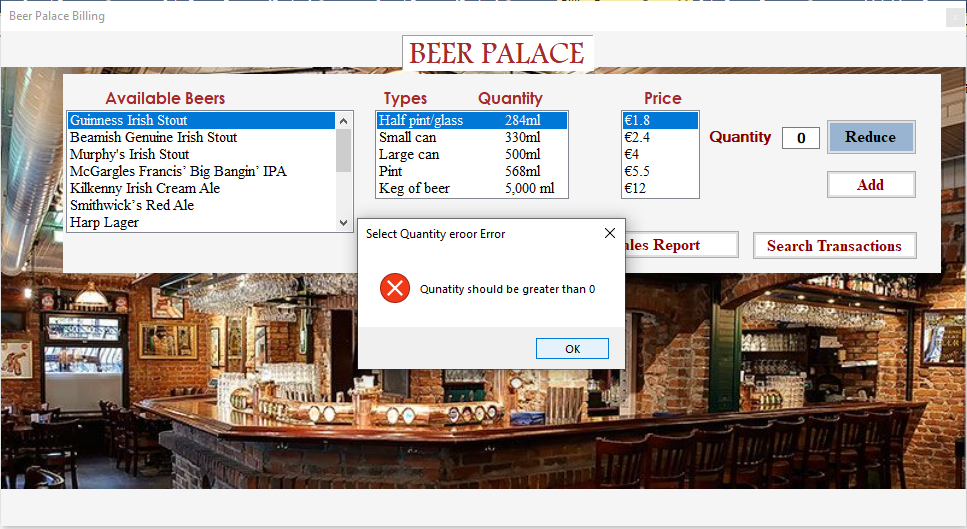 Beer Palace Billing
BEER PALACE
Available Beers
Types Quantity
Price
Guinness Irish Stout
Beamish Genuine Irish Stout
Murphy's Irish Stout
McGargles Francis’ Big Bangin’ IPA
Kilkenny Irish Cream Ale
Smithwick’s Red Ale
Harp Lager
Half pint/glass 284ml
Small can 330ml
Large can 500ml
Pint 568ml
Keg of beer 5,000 ml
€1.8
€2.4
€4
€5.5
€12
Quantity 0 Reduce
Add
ales Report
Search Transactions
Select Quantity eroor Error
Qunatity should be greater than 0
OK